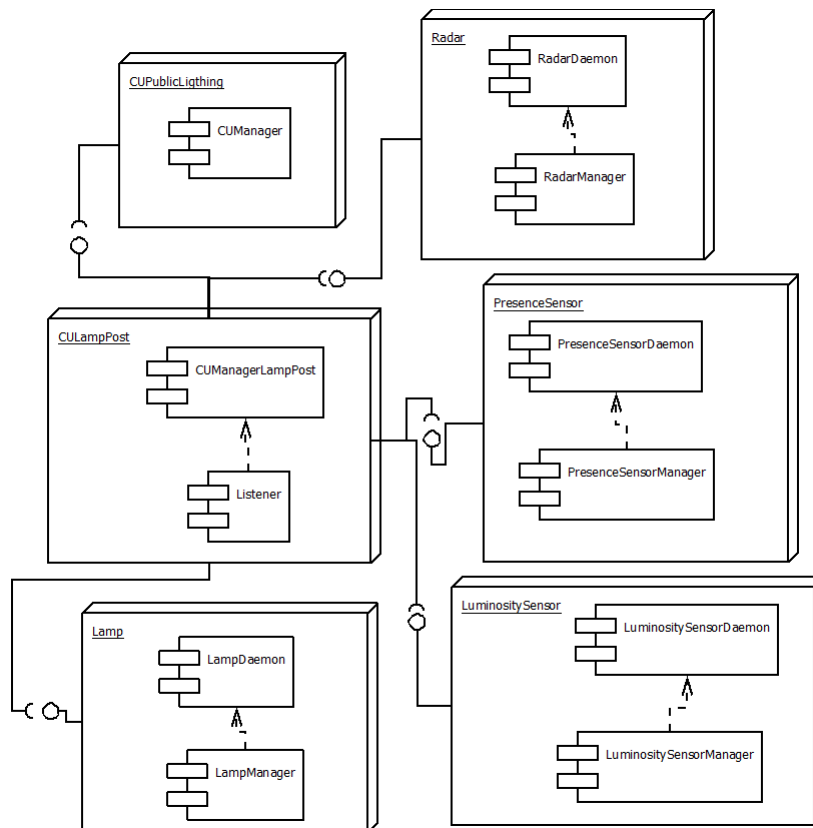 CUPublicLigthing
CUManager
Radar
RadarDaemon
RadarManager
CULampPost
CUManagerLampPost
Listener
PresenceSensor
PresenceSensorDaemon
PresenceSensorManager
Lamp
LampDaemon
LampManager
LuminositySensor
LuminositySensorDaemon
LuminositySensorManager